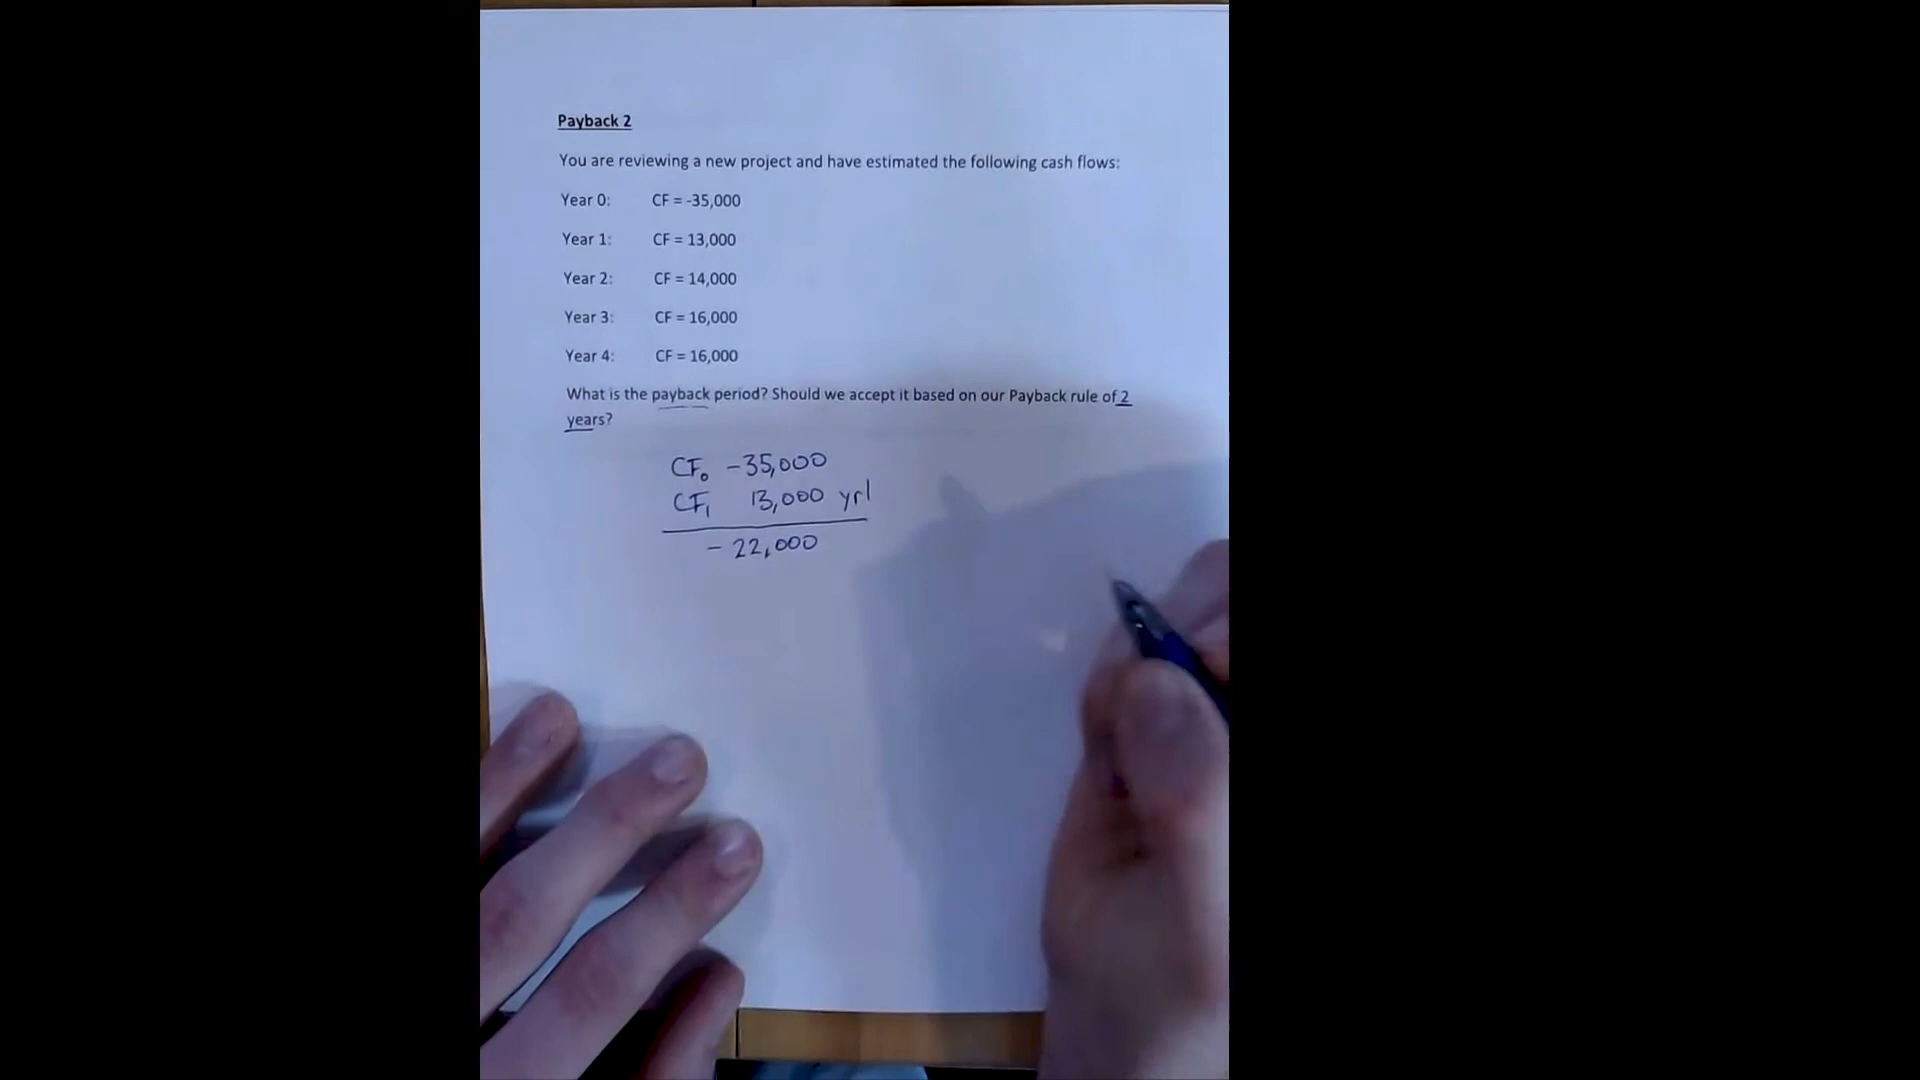 Payback 2
You are reviewing a new project and have estimated the following cash flows:
Year 0: CF = -35,000
Year 1: CF = 13,000
Year 2: CF = 14,000
Year 3: CF = 16,000
Year 4: CF = 16,000
What is the payback period? Should we accept it based on our Payback rule of 2
years?
CF₀ -35,000
CF₁ 13,000 yr1
- 22,000